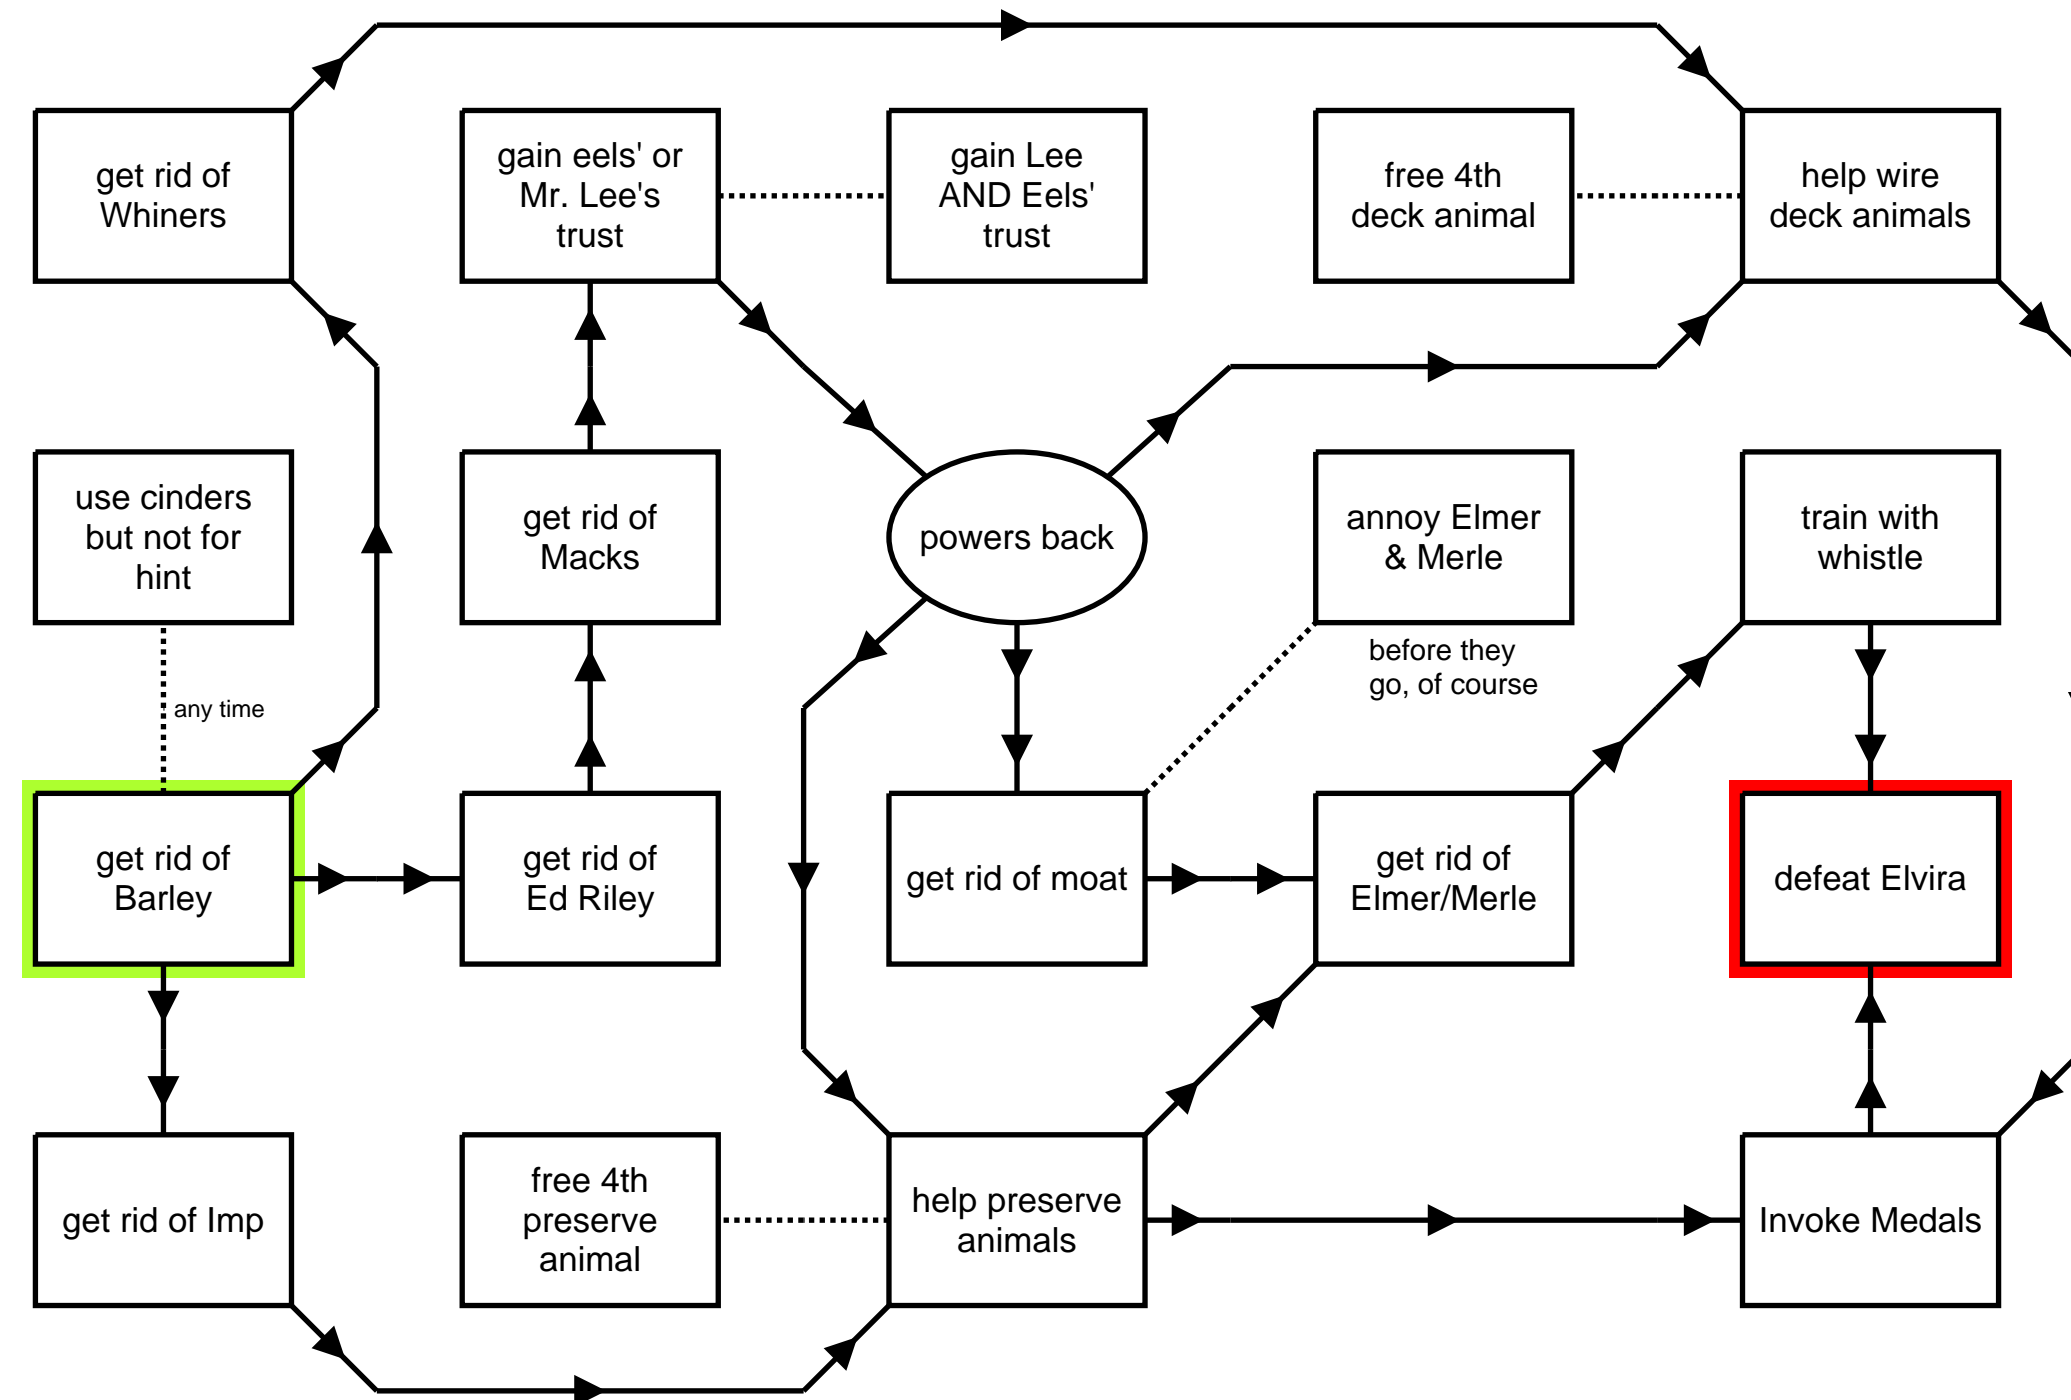 get rid of
Whiners
gain eels' or
Mr. Lee's
trust
gain Lee
AND Eels'
trust
free 4th
deck animal
help wire
deck animals
use cinders
but not for
hint
get rid of
Macks
powers back
annoy Elmer
& Merle
train with
whistle
before they
go, of course
any time
get rid of
Barley
get rid of
Ed Riley
get rid of moat
get rid of
Elmer/Merle
defeat Elvira
get rid of Imp
free 4th
preserve
animal
help preserve
animals
Invoke Medals